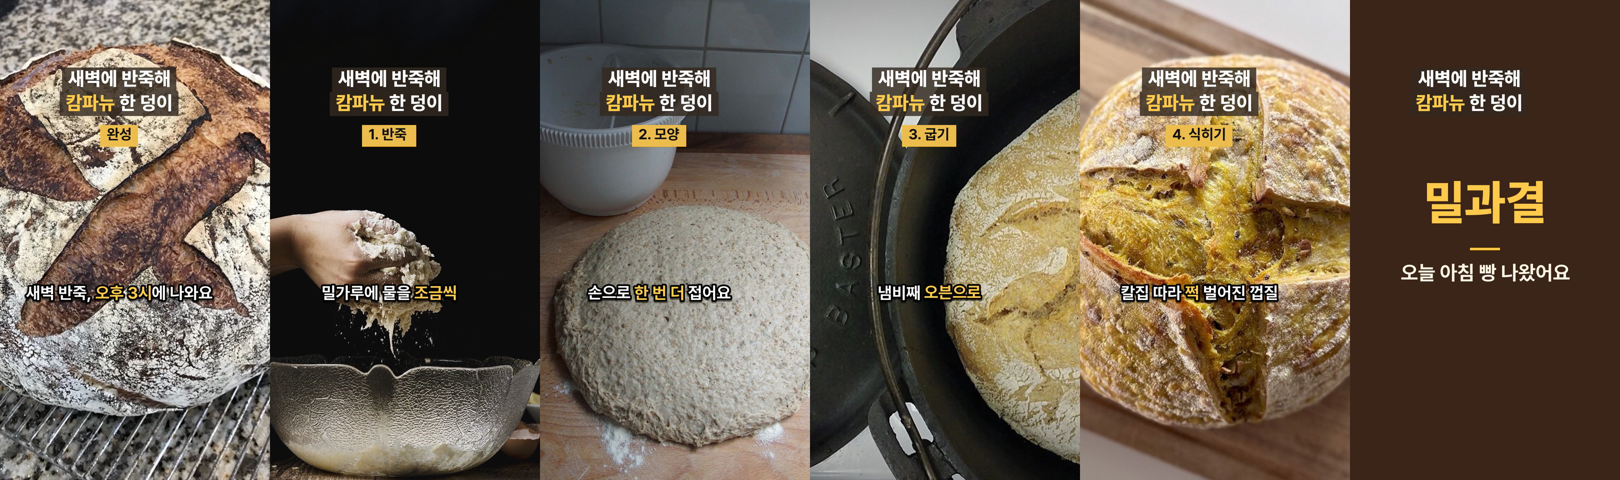 새벽에 반죽해
캄파뉴 한 덩이
완성
새벽 반죽, 오후 3시에 나와요
새벽에 반죽해
캄파뉴 한 덩이
1. 반죽
밀가루에 물을 조금씩
새벽에 반죽해
캄파뉴 한 덩이
2. 모양
손으로 한 번 더 접어요
새벽에 반죽해
캄파뉴 한 덩이
3. 굽기
BASTER
냄비째 오븐으로
새벽에 반죽해
캄파뉴 한 덩이
4. 식히기
칼집 따라 쩍 벌어진 껍질
새벽에 반죽해
캄파뉴 한 덩이
밀과결
오늘 아침 빵 나왔어요